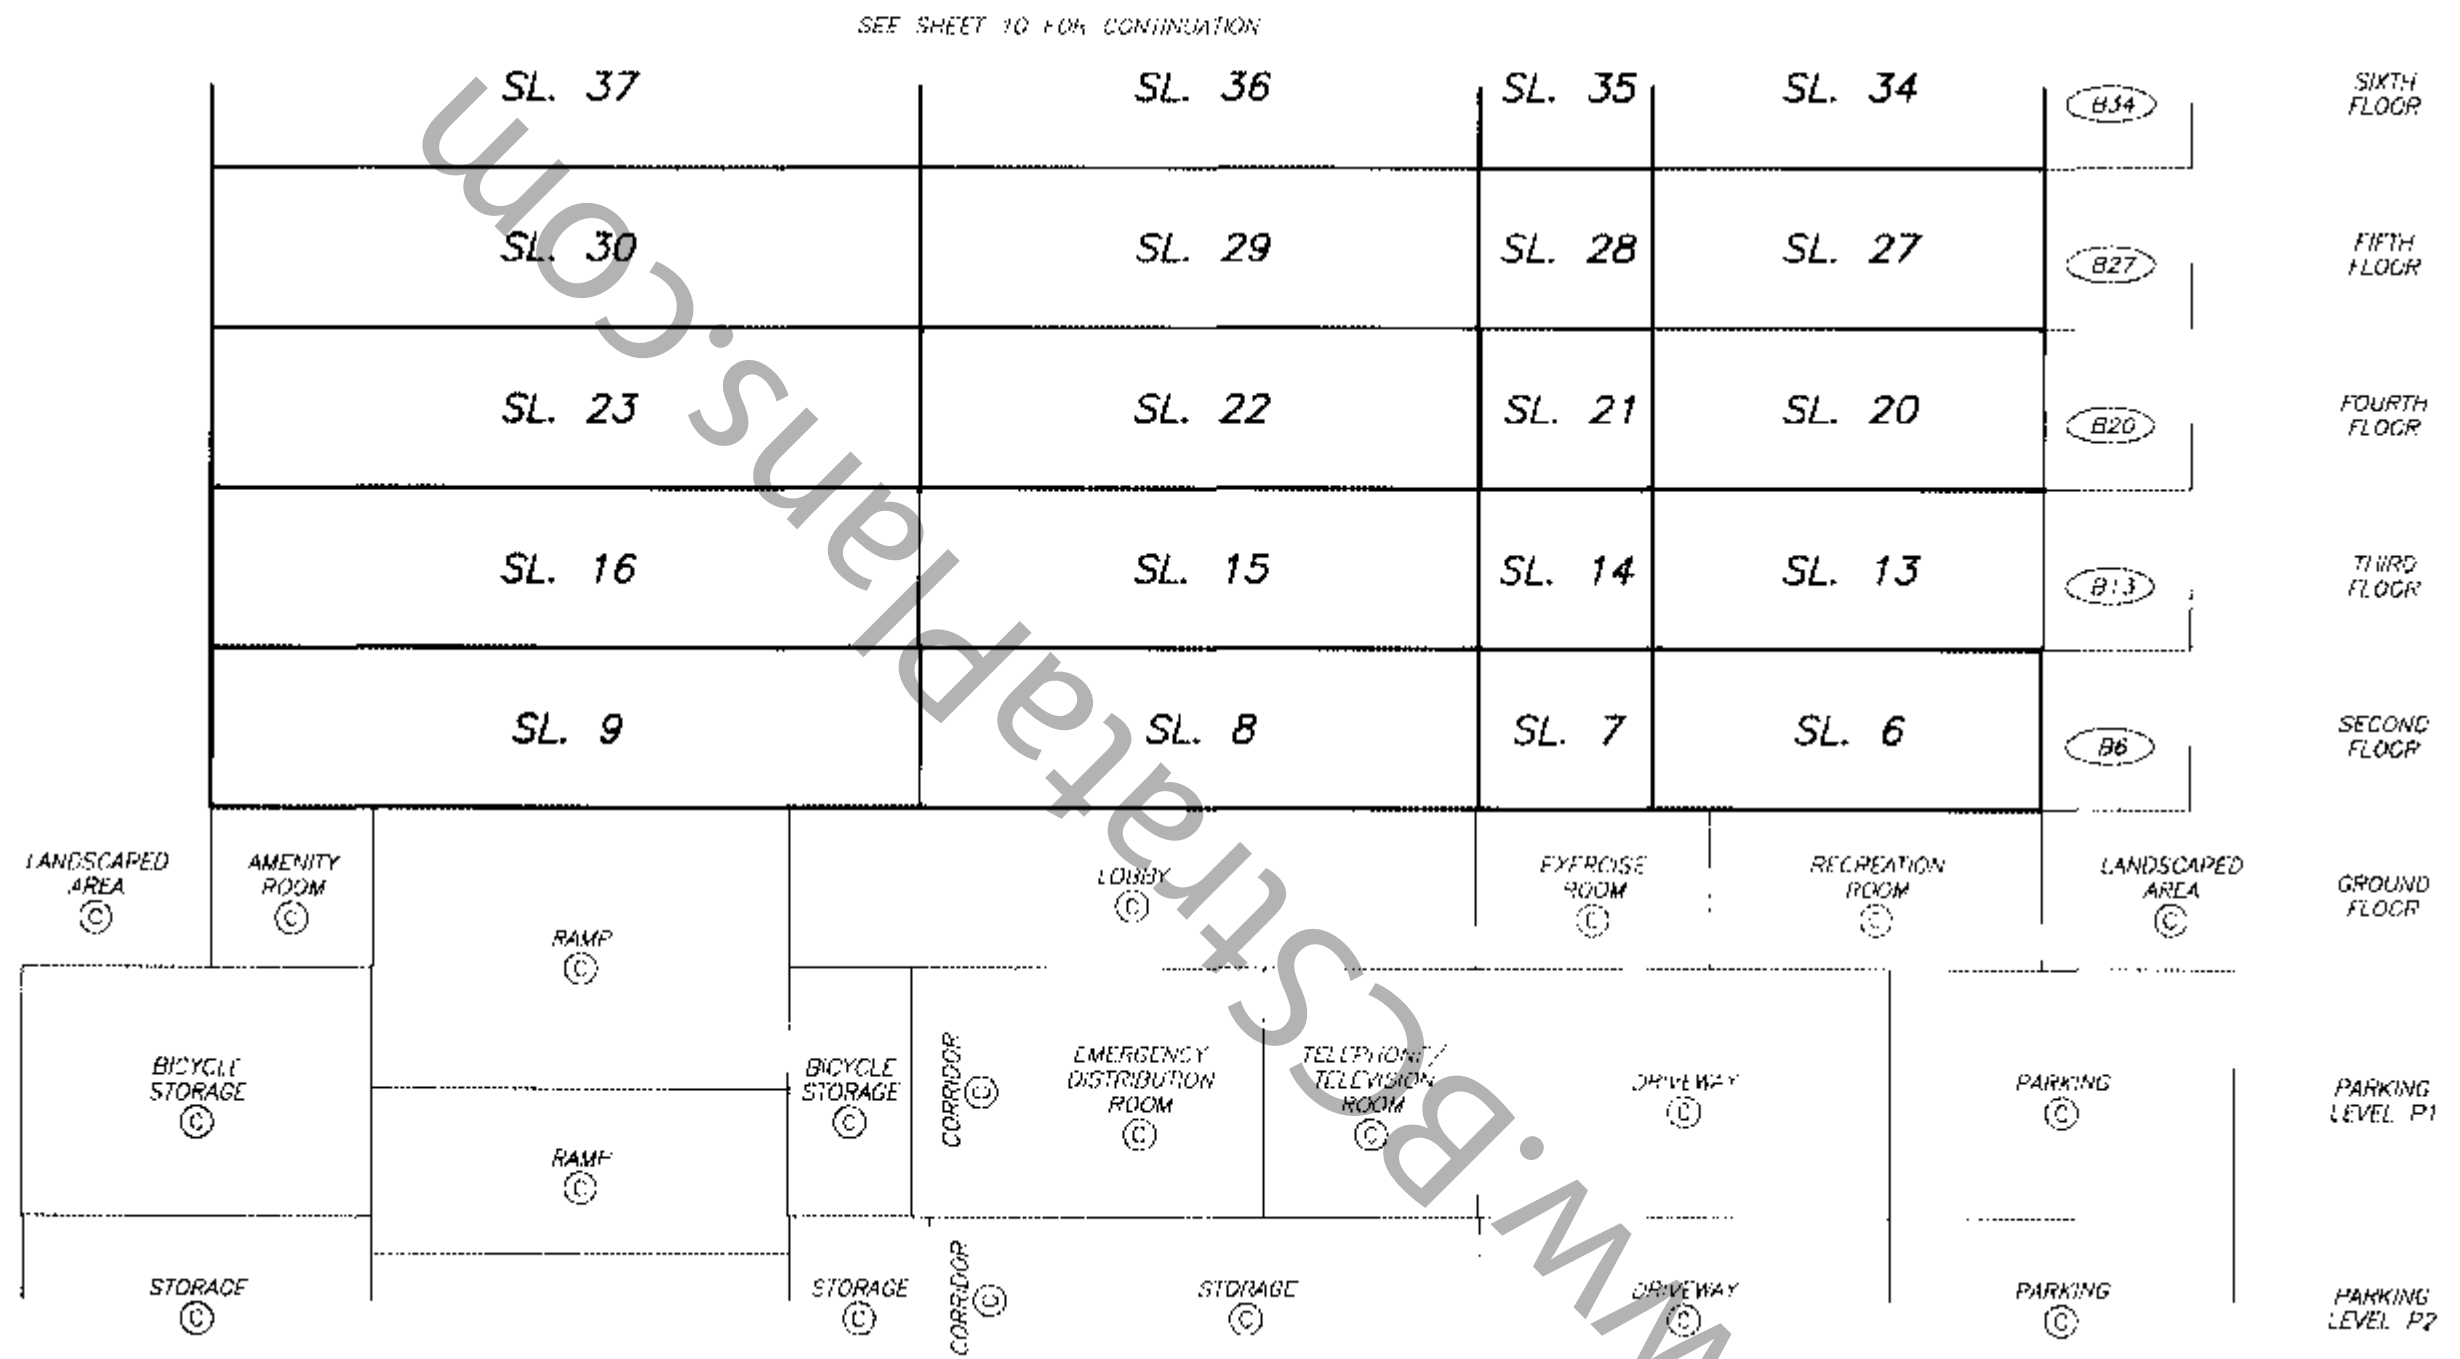 SEE SHEET 10 FOR CONTINUATION
SL. 37 SL. 36 SL. 35 SL. 34 B34 SIXTH
FLOOR
SL. 30 SL. 29 SL. 28 SL. 27 B27 FIFTH
FLOOR
SL. 23 SL. 22 SL. 21 SL. 20 B20 FOURTH
FLOOR
SL. 16 SL. 15 SL. 14 SL. 13 B13 THIRD
FLOOR
SL. 9 SL. 8 SL. 7 SL. 6 B6 SECOND
FLOOR
LANDSCAPED
AREA
C
AMENITY
ROOM
C
RAMP
C
LOBBY
C
EXERCISE
ROOM
C
RECREATION
ROOM
C
LANDSCAPED
AREA
C
GROUND
FLOOR
BICYCLE
STORAGE
C
RAMP
C
BICYCLE
STORAGE
C
CORRIDOR
C
EMERGENCY
DISTRIBUTION
ROOM
C
TELEPHONE/
TELEVISION
ROOM
C
DRIVEWAY
C
PARKING
C
PARKING
LEVEL P1
STORAGE
C
STORAGE
C
CORRIDOR
C
STORAGE
C
DRIVEWAY
C
PARKING
C
PARKING
LEVEL P2
w.BCStrataPlans.com